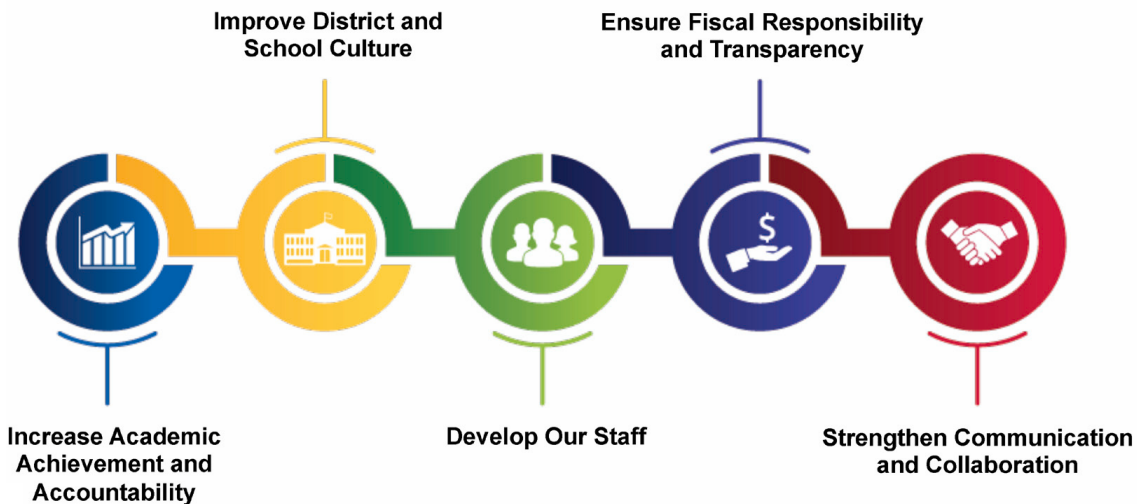 Improve District and
School Culture
Ensure Fiscal Responsibility
and Transparency
$
Increase Academic
Achievement and
Accountability
Develop Our Staff
Strengthen Communication
and Collaboration